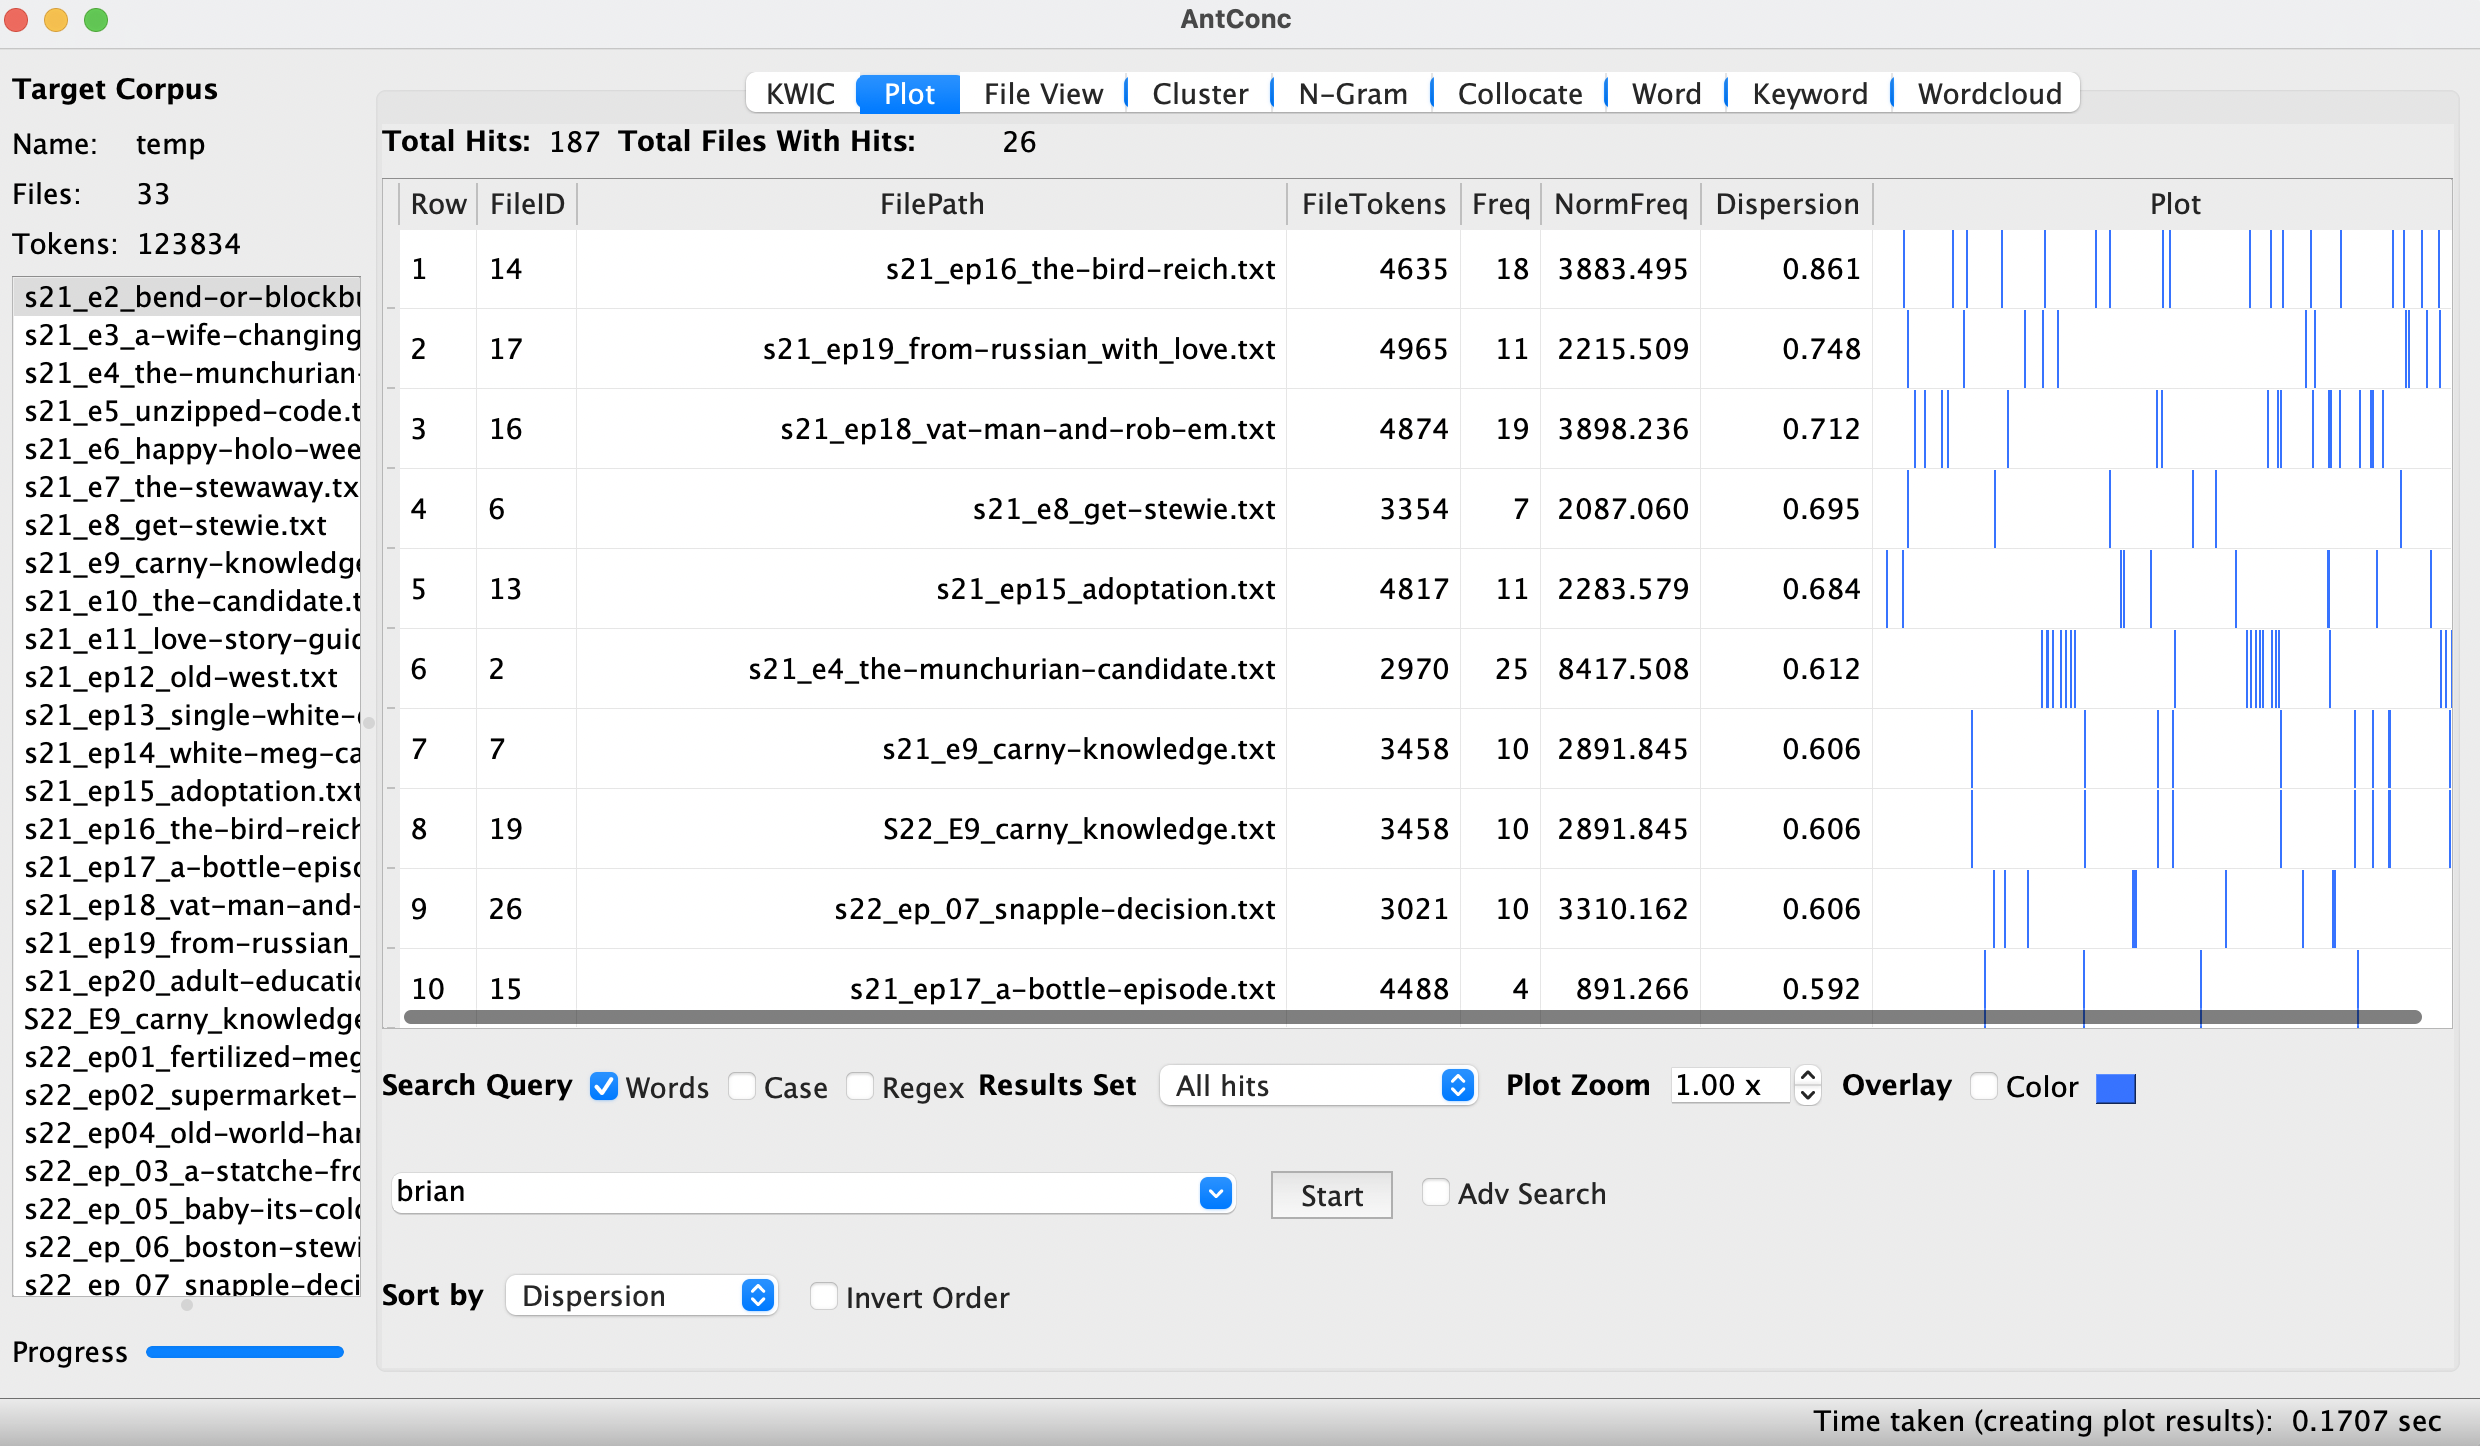 AntConc
Target Corpus
Name: temp
Files: 33
Tokens: 123834
s21_e2_bend-or-blockbu
s21_e3_a-wife-changing
s21_e4_the-munchurian-
s21_e5_unzipped-code.t
s21_e6_happy-holo-wee
s21_e7_the-stewaway.tx
s21_e8_get-stewie.txt
s21_e9_carny-knowledge
s21_e10_the-candidate.t
s21_e11_love-story-guid
s21_ep12_old-west.txt
s21_ep13_single-white-
s21_ep14_white-meg-ca
s21_ep15_adoptation.txt
s21_ep16_the-bird-reich
s21_ep17_a-bottle-episo
s21_ep18_vat-man-and-
s21_ep19_from-russian_
s21_ep20_adult-educatio
S22_E9_carny_knowledge
s22_ep01_fertilized-meg
s22_ep02_supermarket-
s22_ep04_old-world-har
s22_ep_03_a-statche-fro
s22_ep_05_baby-its-cold
s22_ep_06_boston-stewi
s22_ep_07_snapple-deci
Progress
KWIC Plot File View Cluster N-Gram Collocate Word Keyword Wordcloud
Total Hits: 187 Total Files With Hits: 26
Row FileID FilePath FileTokens Freq NormFreq Dispersion Plot
1 14 s21_ep16_the-bird-reich.txt 4635 18 3883.495 0.861
2 17 s21_ep19_from-russian_with_love.txt 4965 11 2215.509 0.748
3 16 s21_ep18_vat-man-and-rob-em.txt 4874 19 3898.236 0.712
4 6 s21_e8_get-stewie.txt 3354 7 2087.060 0.695
5 13 s21_ep15_adoptation.txt 4817 11 2283.579 0.684
6 2 s21_e4_the-munchurian-candidate.txt 2970 25 8417.508 0.612
7 7 s21_e9_carny-knowledge.txt 3458 10 2891.845 0.606
8 19 S22_E9_carny_knowledge.txt 3458 10 2891.845 0.606
9 26 s22_ep_07_snapple-decision.txt 3021 10 3310.162 0.606
10 15 s21_ep17_a-bottle-episode.txt 4488 4 891.266 0.592
Search Query Words Case Regex Results Set All hits Plot Zoom 1.00 x Overlay Color
brian Start Adv Search
Sort by Dispersion Invert Order
Time taken (creating plot results): 0.1707 sec